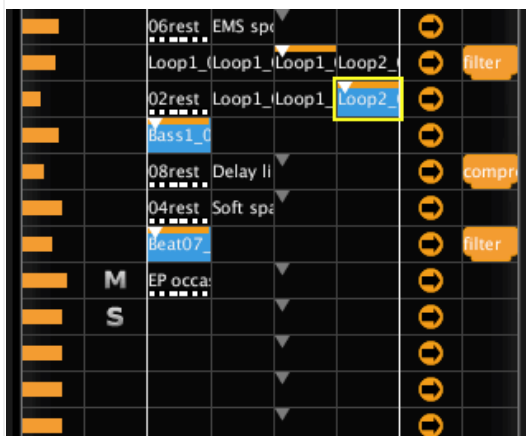 06rest EMS spo
Loop1_( Loop1_( Loop1_( Loop2_( filter
02rest Loop1_( Loop1_ Loop2_(
Bass1_0
08rest Delay li compr
04rest Soft spa
Beat07_ filter
M EP occa
S